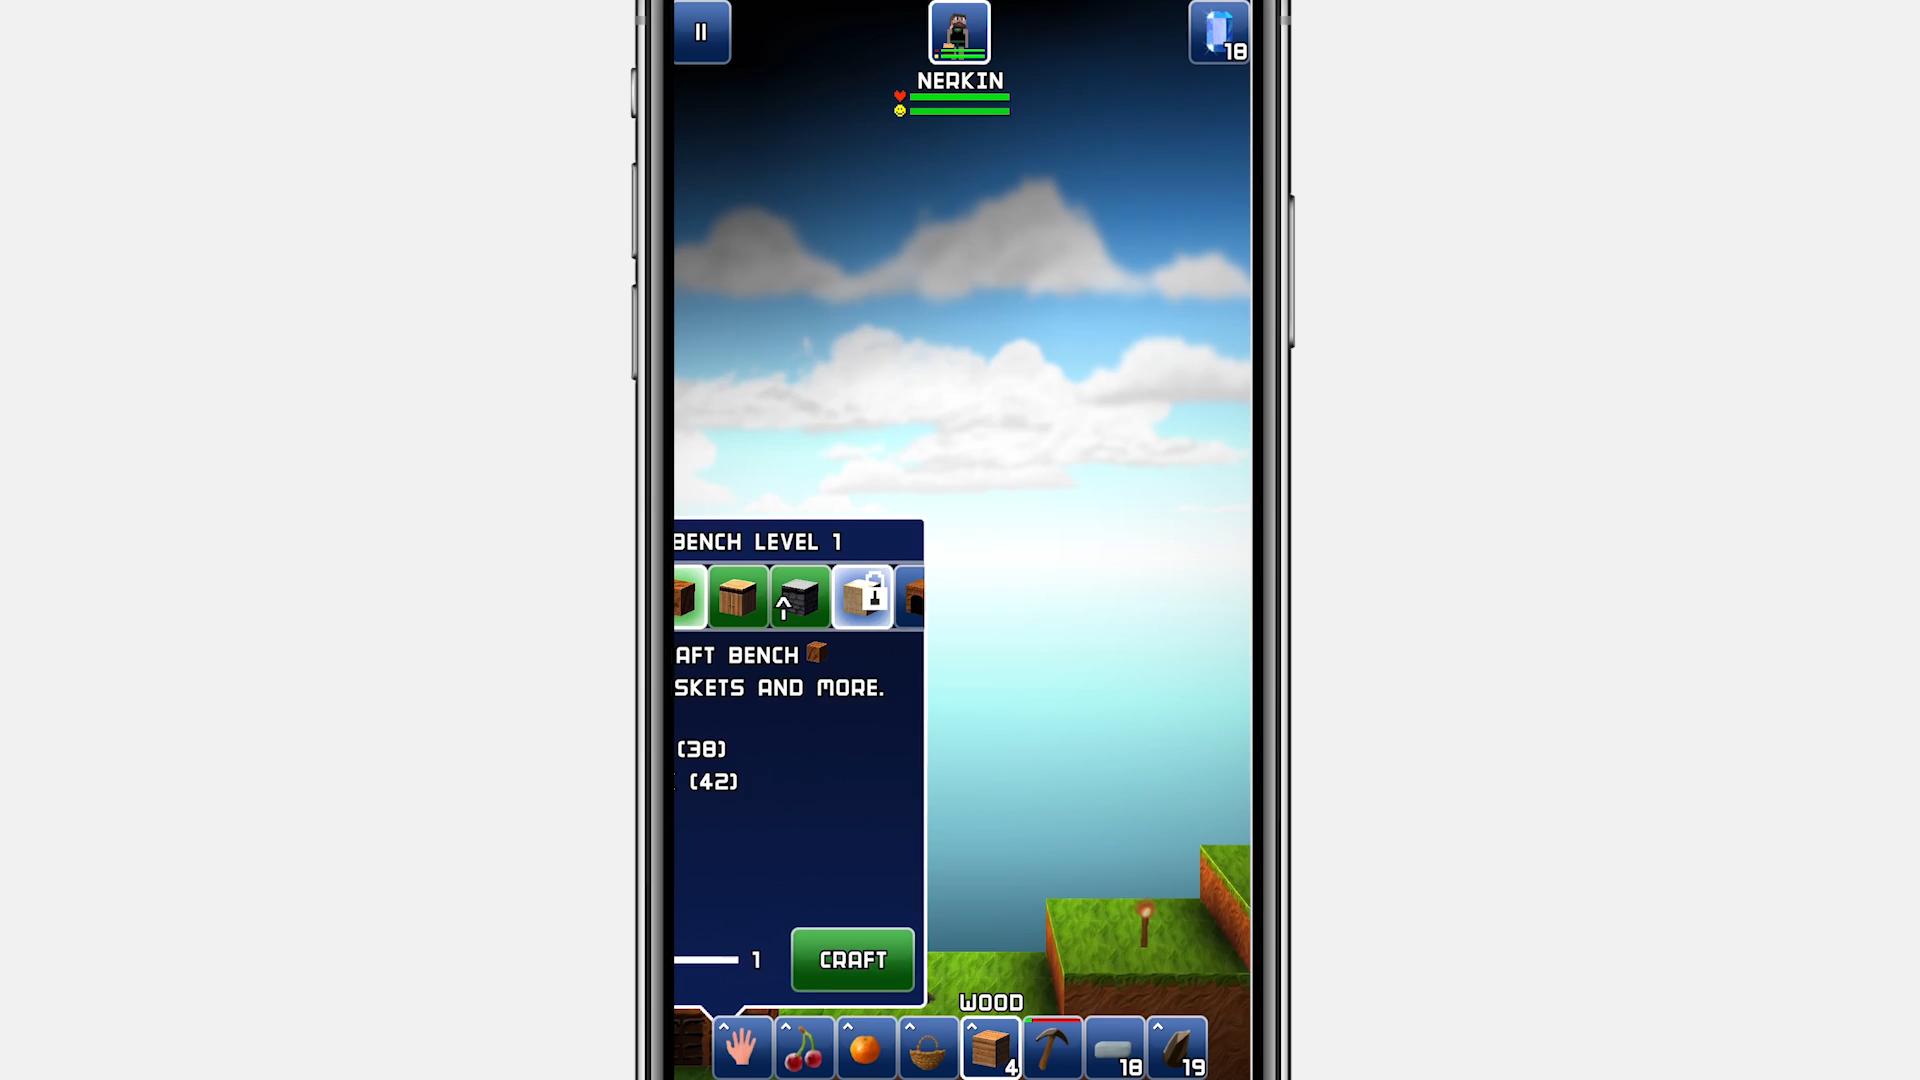 18
NERKIN
BENCH LEVEL 1
AFT BENCH
SKETS AND MORE.
(38)
(42)
1
CRAFT
WOOD
4
18
19